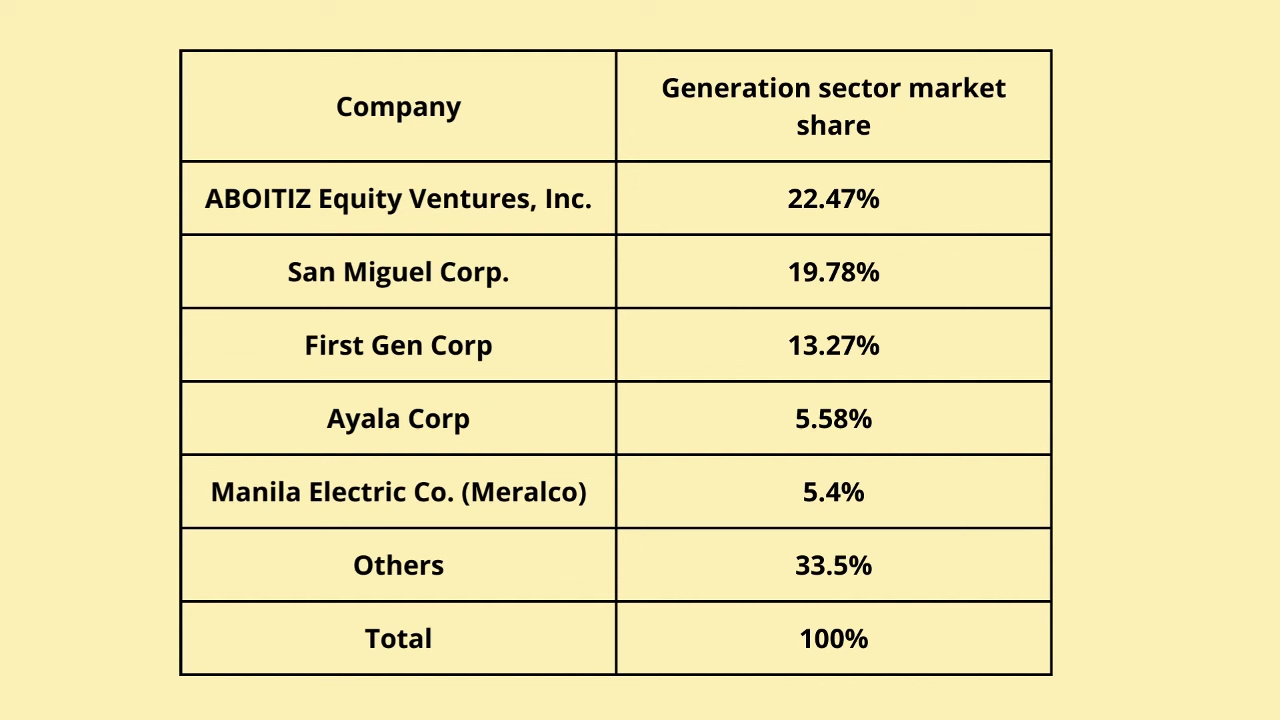 Company
Generation sector market
share
ABOITIZ Equity Ventures, Inc.
22.47%
San Miguel Corp.
19.78%
First Gen Corp
13.27%
Ayala Corp
5.58%
Manila Electric Co. (Meralco)
5.4%
Others
33.5%
Total
100%